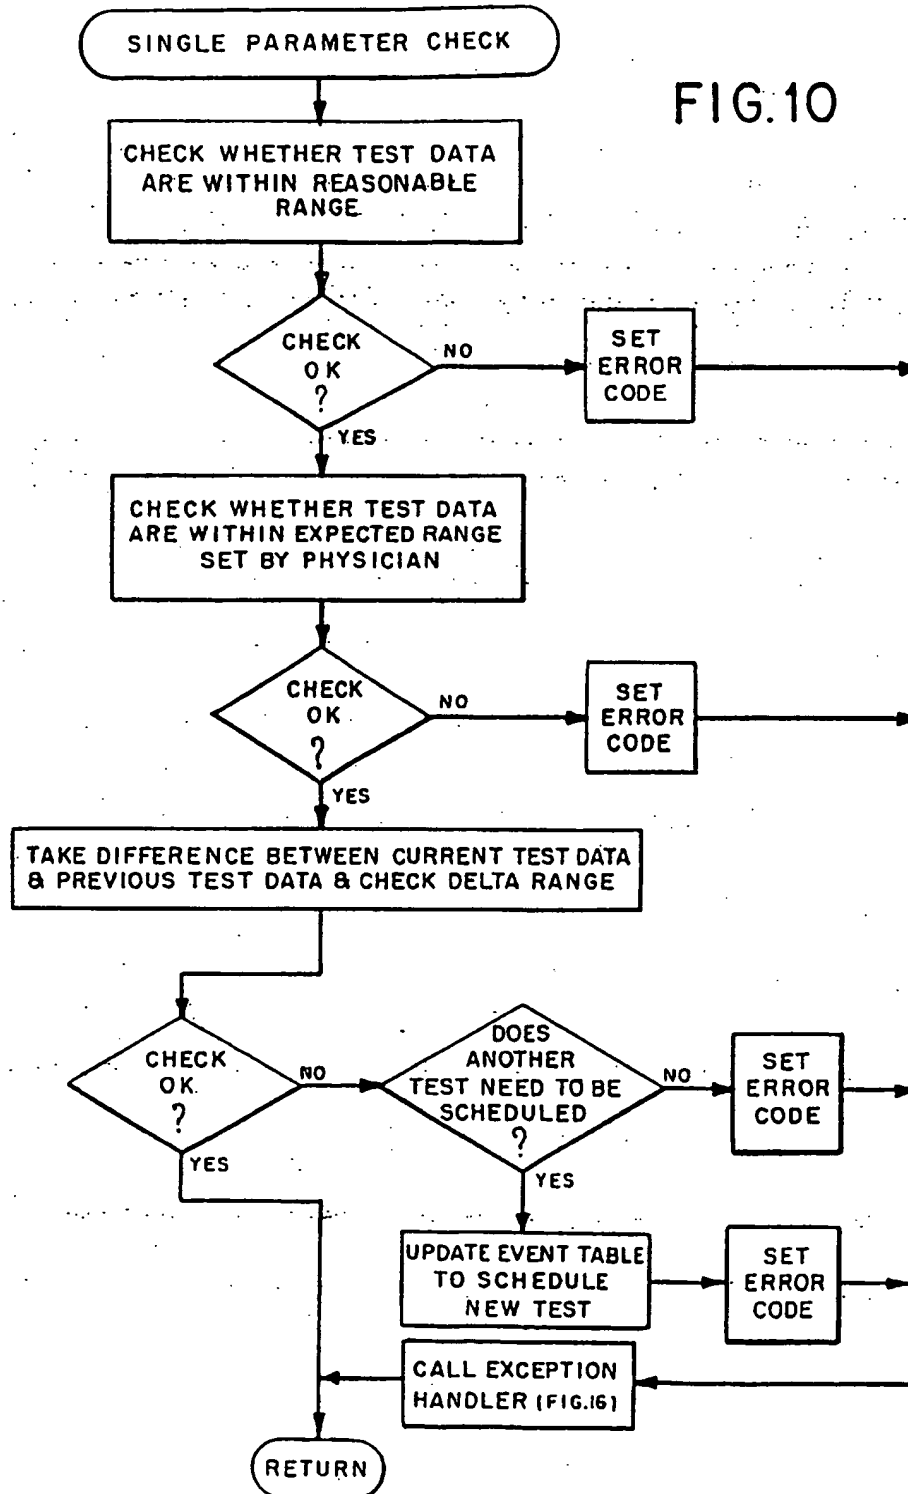 SINGLE PARAMETER CHECK
FIG.10
CHECK WHETHER TEST DATA
ARE WITHIN REASONABLE
RANGE
CHECK
OK
?
NO
SET
ERROR
CODE
YES
CHECK WHETHER TEST DATA
ARE WITHIN EXPECTED RANGE
SET BY PHYSICIAN
CHECK
OK
?
NO
SET
ERROR
CODE
YES
TAKE DIFFERENCE BETWEEN CURRENT TEST DATA
& PREVIOUS TEST DATA & CHECK DELTA RANGE
CHECK
OK
?
NO
DOES
ANOTHER
TEST NEED TO BE
SCHEDULED
?
NO
SET
ERROR
CODE
YES
YES
UPDATE EVENT TABLE
TO SCHEDULE
NEW TEST
SET
ERROR
CODE
CALL EXCEPTION
HANDLER (FIG.16)
RETURN